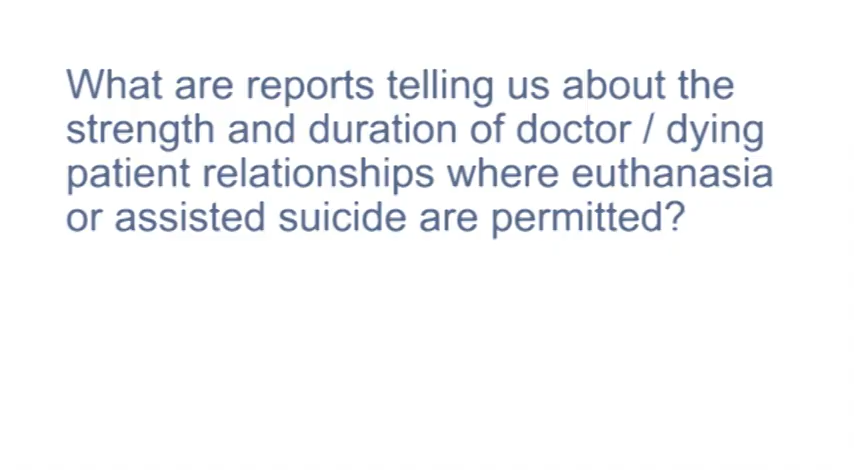 What are reports telling us about the
strength and duration of doctor / dying
patient relationships where euthanasia
or assisted suicide are permitted?